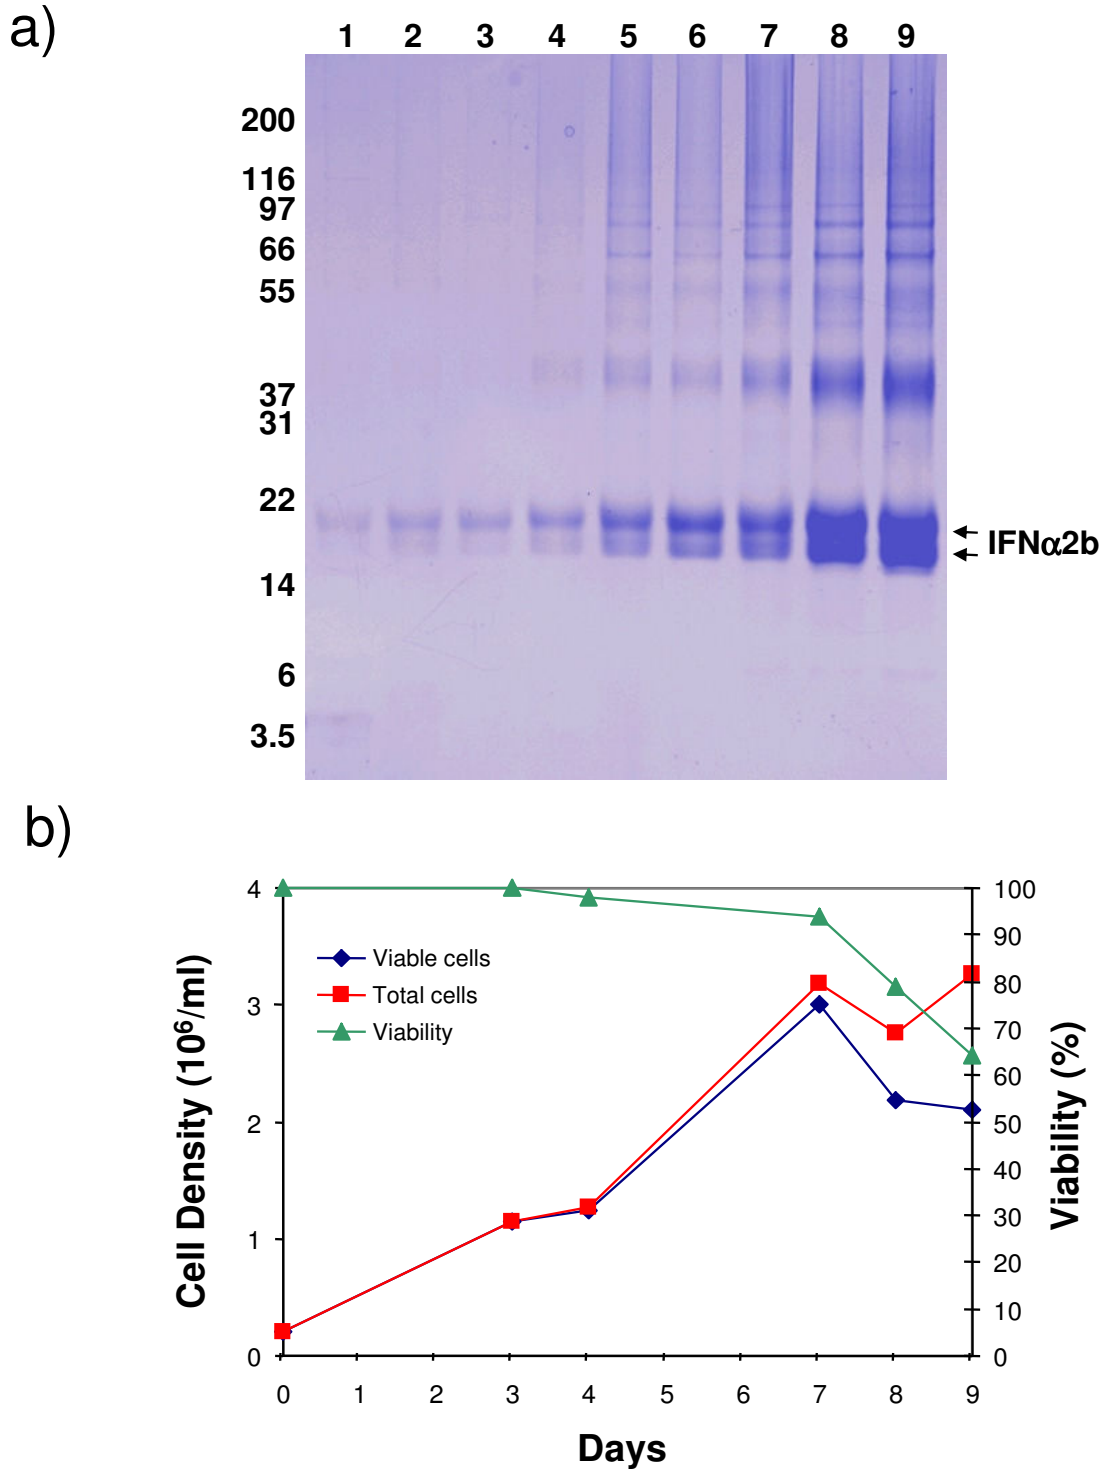 a)
1 2 3 4 5 6 7 8 9
200
116
97
66
55
37
31
22
IFNα2b
14
6
3.5
b)
4 100
90
Viable cells
Total cells
Viability
80
3
70
60
2 50
40
1 30
20
10
0 0
Cell Density (10⁶/ml)
Viability (%)
0 1 2 3 4 5 6 7 8 9
Days